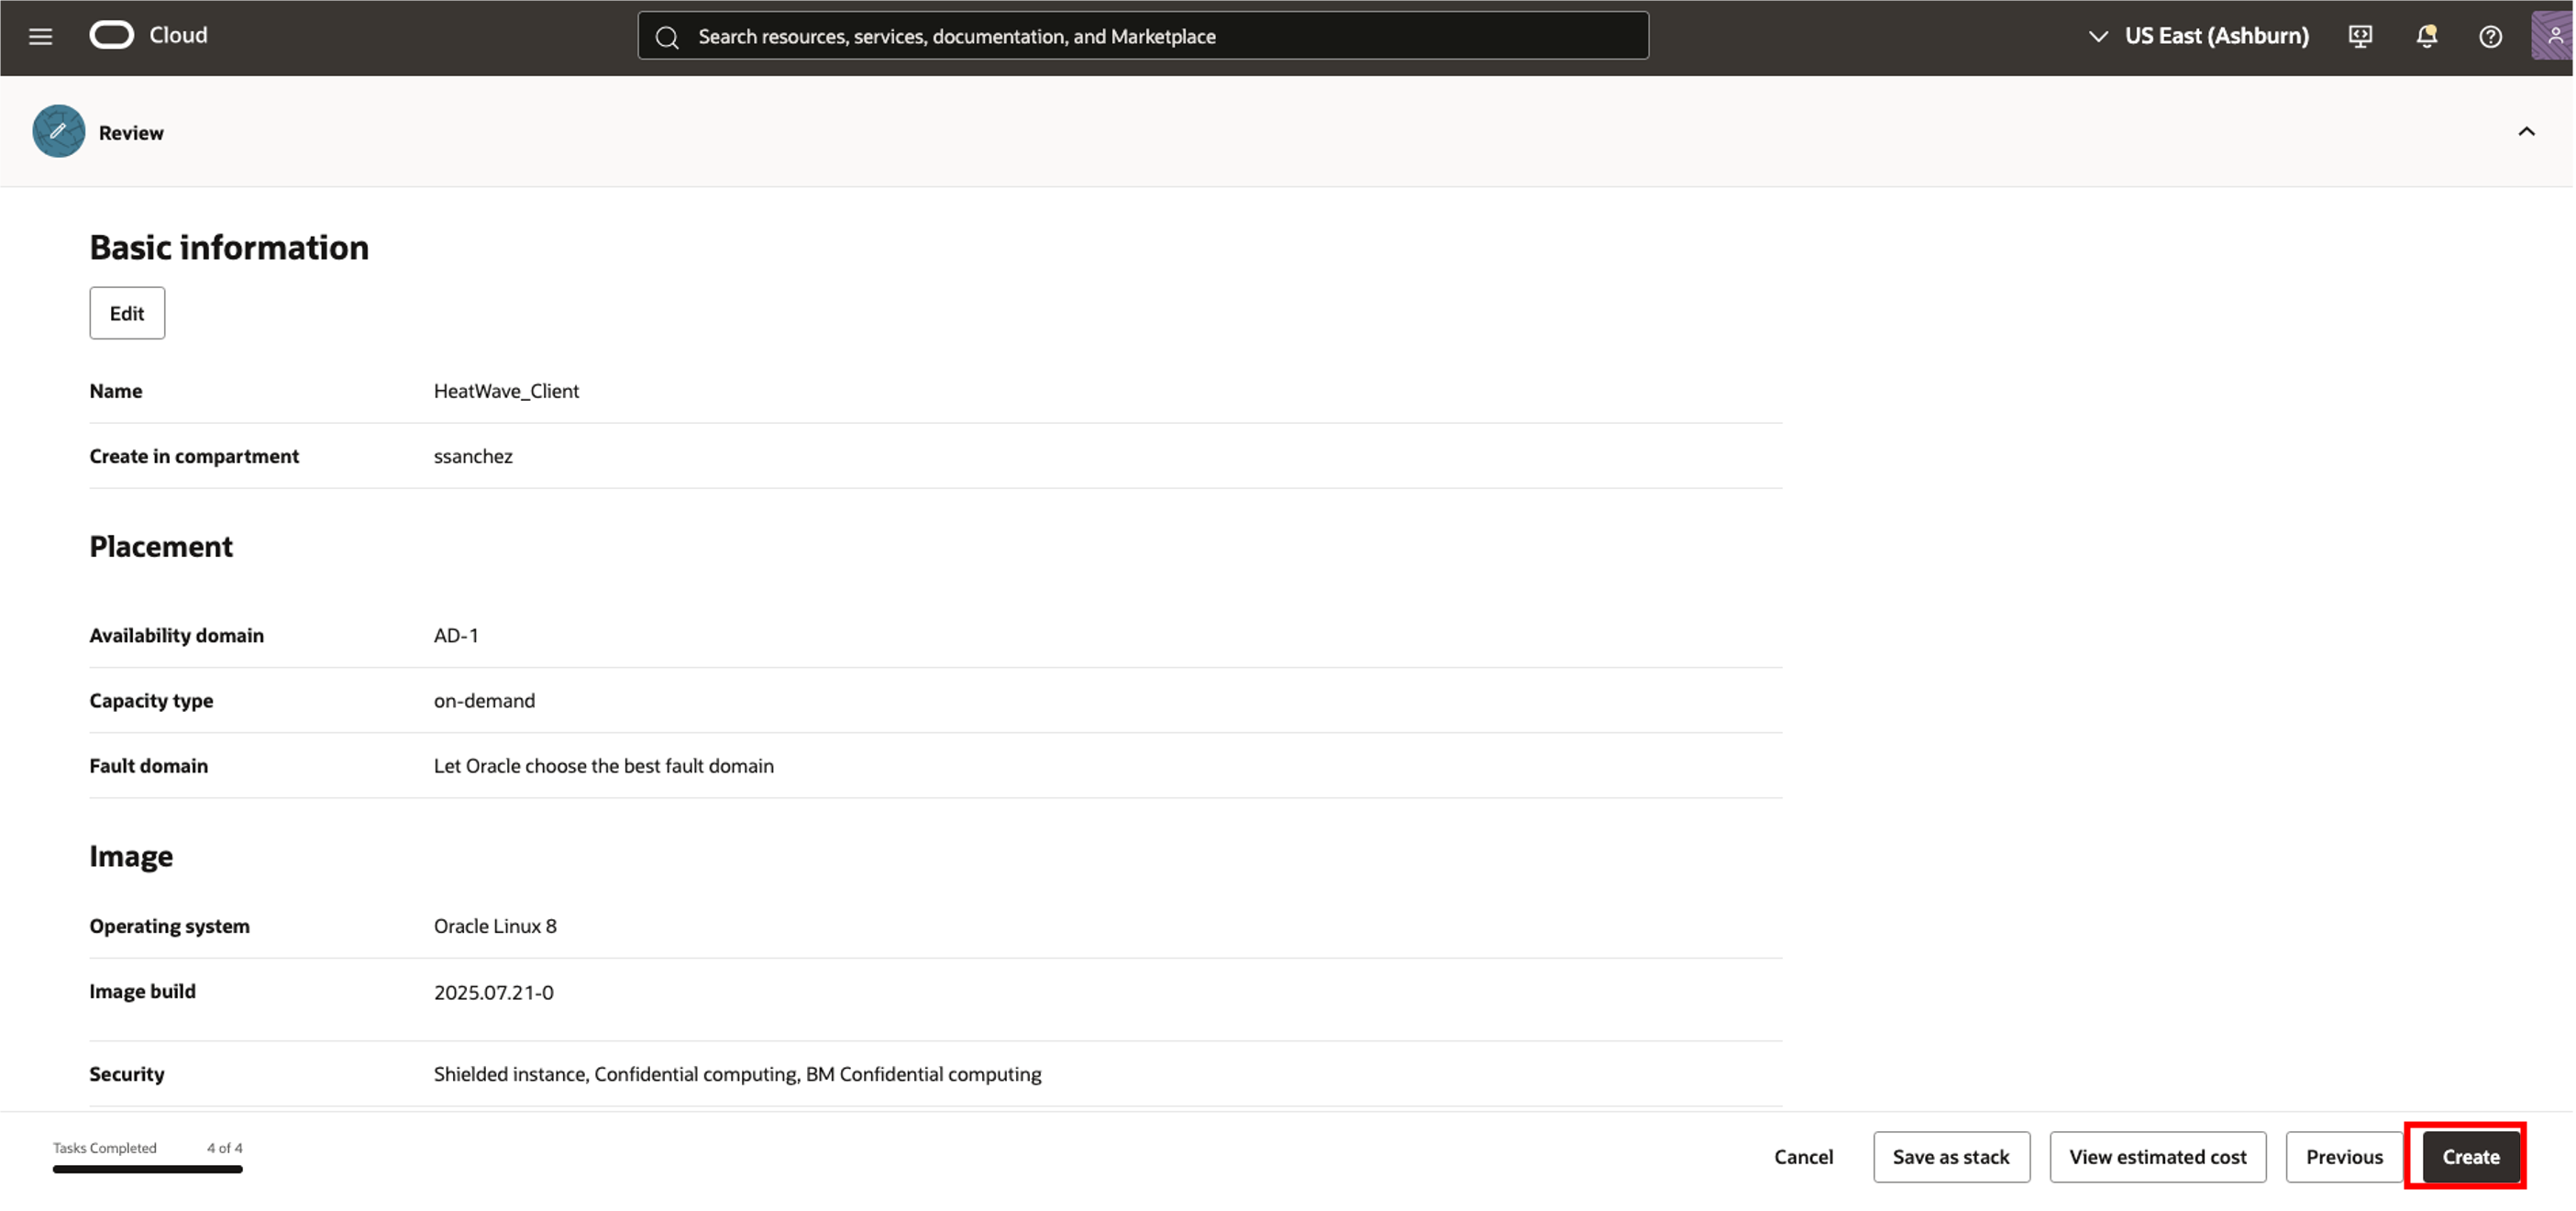 Cloud
Search resources, services, documentation, and Marketplace
US East (Ashburn)
Review
Basic information
Edit
Name HeatWave_Client
Create in compartment ssanchez
Placement
Availability domain AD-1
Capacity type on-demand
Fault domain Let Oracle choose the best fault domain
Image
Operating system Oracle Linux 8
Image build 2025.07.21-0
Security Shielded instance, Confidential computing, BM Confidential computing
Tasks Completed 4 of 4
Cancel Save as stack View estimated cost Previous Create